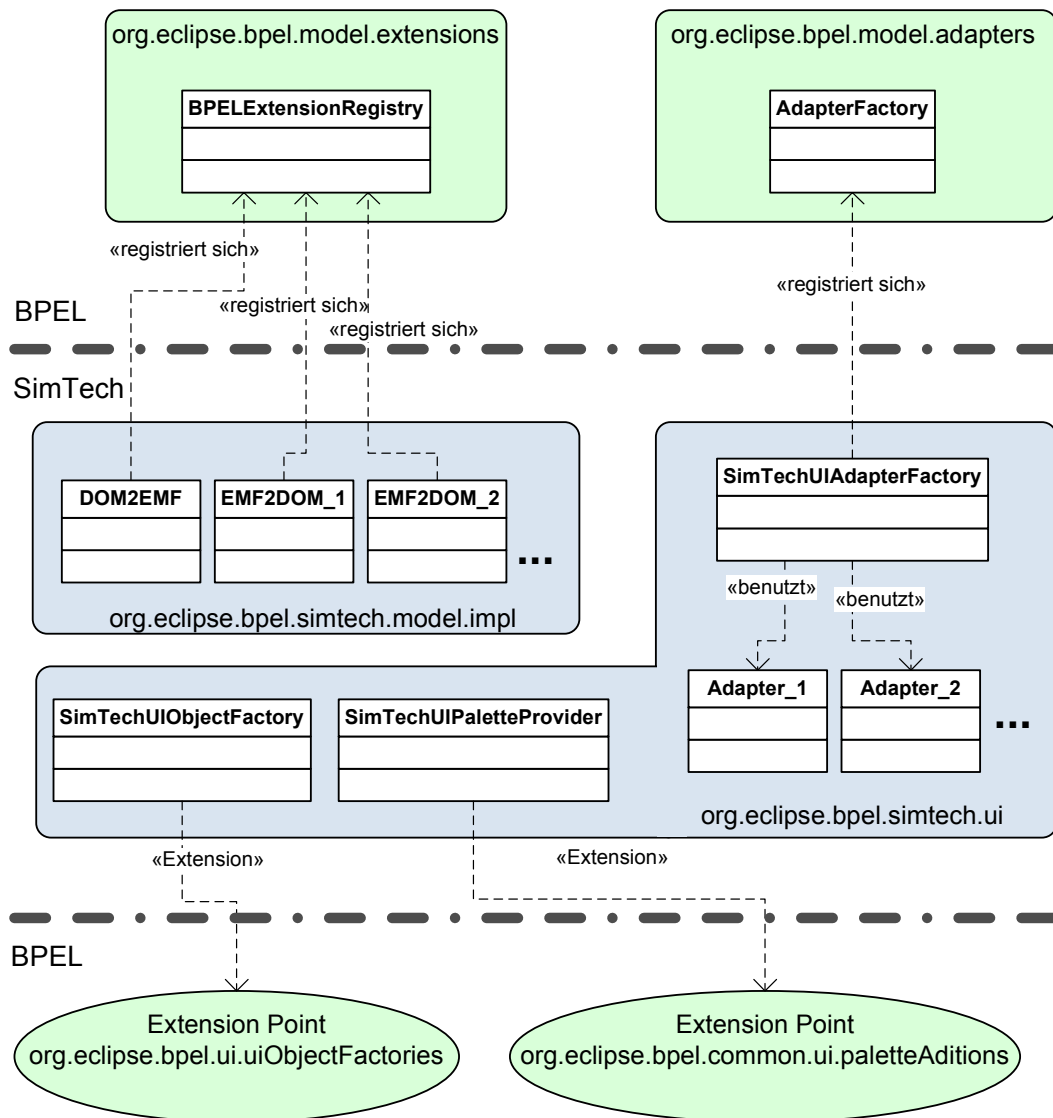 org.eclipse.bpel.model.extensions
org.eclipse.bpel.model.adapters
BPELExtensionRegistry
AdapterFactory
«registriert sich»
«registriert sich»
«registriert sich»
«registriert sich»
BPEL
SimTech
DOM2EMF
EMF2DOM_1
EMF2DOM_2
...
org.eclipse.bpel.simtech.model.impl
SimTechUIAdapterFactory
«benutzt»
«benutzt»
Adapter_1
Adapter_2
...
SimTechUIObjectFactory
SimTechUIPaletteProvider
org.eclipse.bpel.simtech.ui
«Extension»
«Extension»
BPEL
Extension Point
org.eclipse.bpel.ui.uiObjectFactories
Extension Point
org.eclipse.bpel.common.ui.paletteAditions